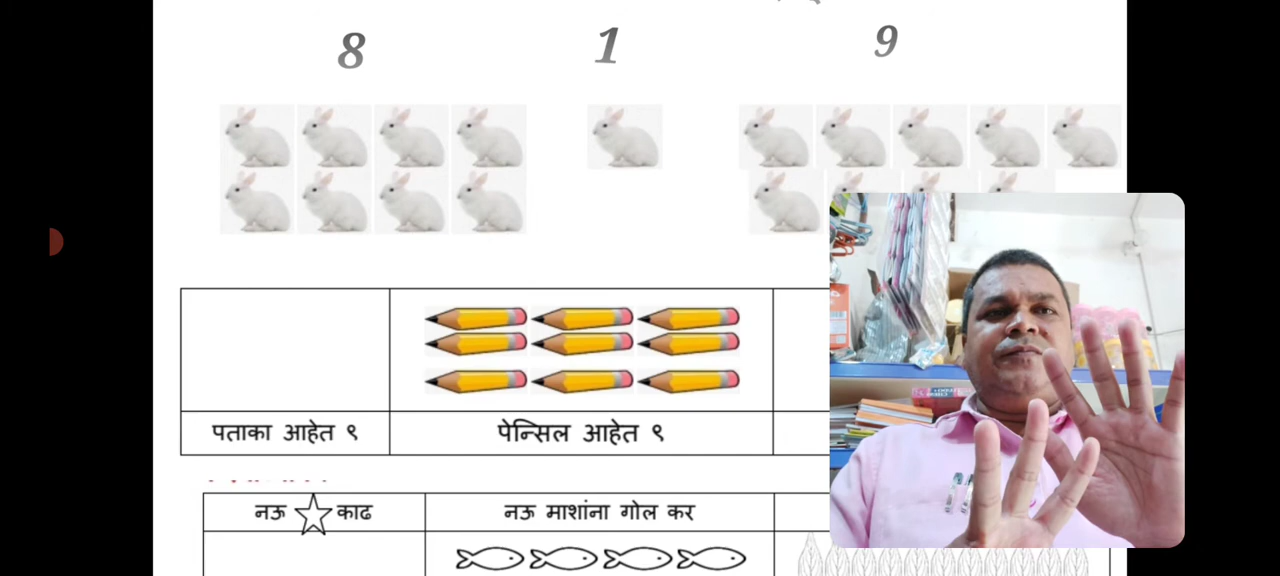 8 1 9
पताका आहेत ९ पेन्सिल आहेत ९
नऊ काढ नऊ माशांना गोल कर